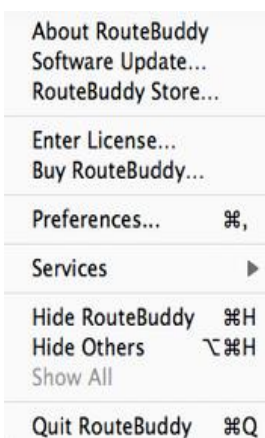 About RouteBuddy
Software Update...
RouteBuddy Store...
Enter License...
Buy RouteBuddy...
Preferences... ⌘,
Services ▶
Hide RouteBuddy ⌘H
Hide Others ⌥⌘H
Show All
Quit RouteBuddy ⌘Q